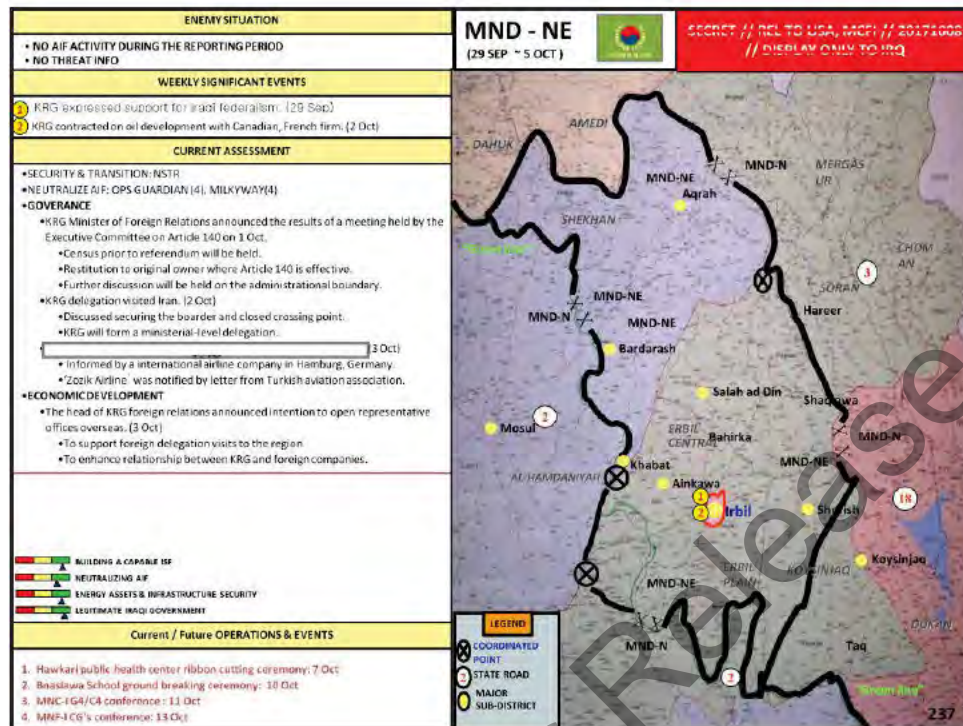 ENEMY SITUATION
• NO AIF ACTIVITY DURING THE REPORTING PERIOD
• NO THREAT INFO
WEEKLY SIGNIFICANT EVENTS
1 KRG expressed support for Iraqi federalism. (29 Sep)
2 KRG contracted on oil development with Canadian, French firm. (2 Oct)
CURRENT ASSESSMENT
•SECURITY & TRANSITION: NSTR
•NEUTRALIZE AIF: OPS GUARDIAN (4), MILKYWAY(4)
•GOVERANCE
•KRG Minister of Foreign Relations announced the results of a meeting held by the
Executive Committee on Article 140 on 1 Oct.
•Census prior to referendum will be held.
•Restitution to original owner where Article 140 is effective.
•Further discussion will be held on the administrational boundary.
•KRG delegation visited Iran. (2 Oct)
•Discussed securing the boarder and closed crossing point.
•KRG will form a ministerial-level delegation.
• (3 Oct)
• Informed by a international airline company in Hamburg, Germany.
•'Zozik Airline' was notified by letter from Turkish aviation association.
•ECONOMIC DEVELOPMENT
•The head of KRG foreign relations announced intention to open representative
offices overseas. (3 Oct)
•To support foreign delegation visits to the region.
•To enhance relationship between KRG and foreign companies.
BUILDING A CAPABLE ISF
NEUTRALIZING AIF
ENERGY ASSETS & INFRASTRUCTURE SECURITY
LEGITIMATE IRAQI GOVERNMENT
Current / Future OPERATIONS & EVENTS
1. Hawkari public health center ribbon cutting ceremony: 7 Oct
2. Bnaslawa School ground breaking ceremony: 10 Oct
3. MNC-I G4/C4 conference : 11 Oct
4. MNF-I CG's conference: 13 Oct
MND - NE
(29 SEP ~ 5 OCT )
SECRET // REL TO USA, MCFI // 20171008
// DISPLAY ONLY TO IRQ
AMEDI
DAHUK
MND-N
MERGAS
UR
MND-NE
Aqrah
SHEKHAN
CHOM
AN
"Green line"
3
SORAN
MND-NE
Hareer
MND-N
MND-NE
Bardarash
Salah ad Din
Shaqlawa
2
Mosul
ERBIL
CENTRAL
Bahirka
MND-N
Khabat
MND-NE
AL HAMDANIYAH
Ainkawa
1
2
Irbil
18
Koysinjaq
ERBIL
PLAIN
KOYSINJAQ
MND-NE
DUKAN
MND-N
Taq
2
"Green line"
LEGEND
COORDINATED
POINT
2 STATE ROAD
MAJOR
SUB-DISTRICT
237
Release